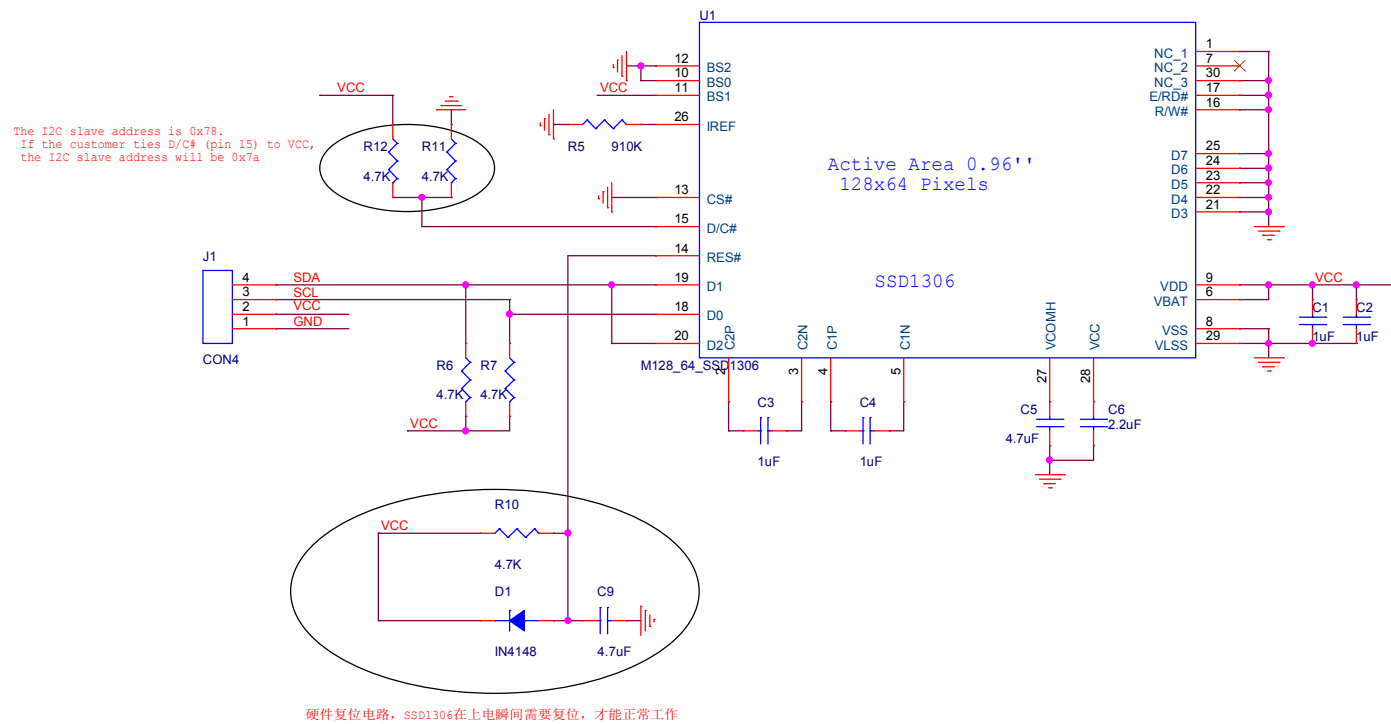 U1
12
BS2
10
BS0
VCC
11
BS1
26
IREF
R5
910K
VCC
The I2C slave address is 0x78.
If the customer ties D/C# (pin 15) to VCC,
the I2C slave address will be 0x7a
R12
R11
4.7K
4.7K
13
CS#
15
D/C#
14
RES#
19
D1
18
D0
20
D2
Active Area 0.96''
128x64 Pixels
SSD1306
NC_1
1
NC_2
7
NC_3
30
E/RD#
17
R/W#
16
D7
25
D6
24
D5
23
D4
22
D3
21
VDD
9
VBAT
6
VSS
8
VLSS
29
VCC
C1
C2
1uF
1uF
J1
4
SDA
3
SCL
2
VCC
1
GND
CON4
R6
R7
4.7K
4.7K
VCC
M128_64_SSD1306
C2P
C2N
C1P
C1N
VCOMH
VCC
2
3
4
5
27
28
C3
1uF
C4
1uF
C5
4.7uF
C6
2.2uF
R10
VCC
4.7K
D1
C9
IN4148
4.7uF
硬件复位电路，SSD1306在上电瞬间需要复位，才能正常工作